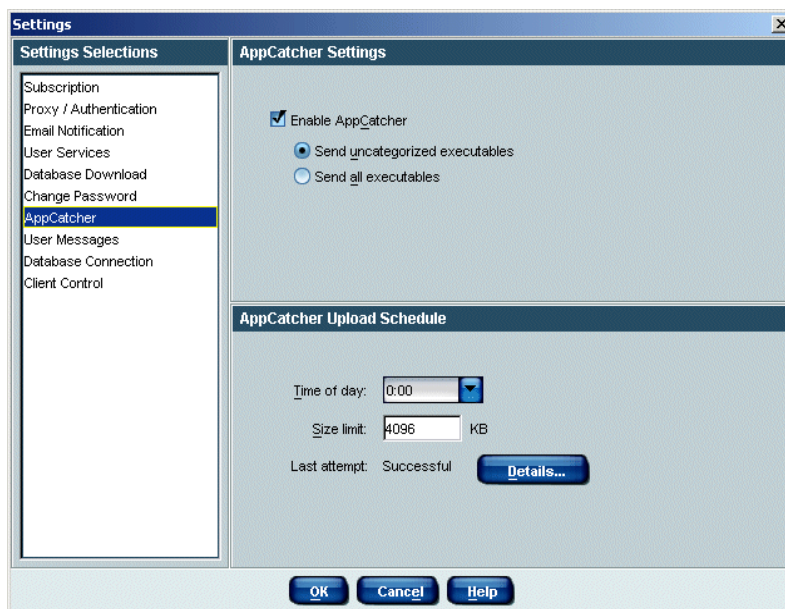 Settings
Settings Selections
Subscription
Proxy / Authentication
Email Notification
User Services
Database Download
Change Password
AppCatcher
User Messages
Database Connection
Client Control
AppCatcher Settings
Enable AppCatcher
Send uncategorized executables
Send all executables
AppCatcher Upload Schedule
Time of day: 0:00
Size limit: 4096 KB
Last attempt: Successful Details...
OK Cancel Help